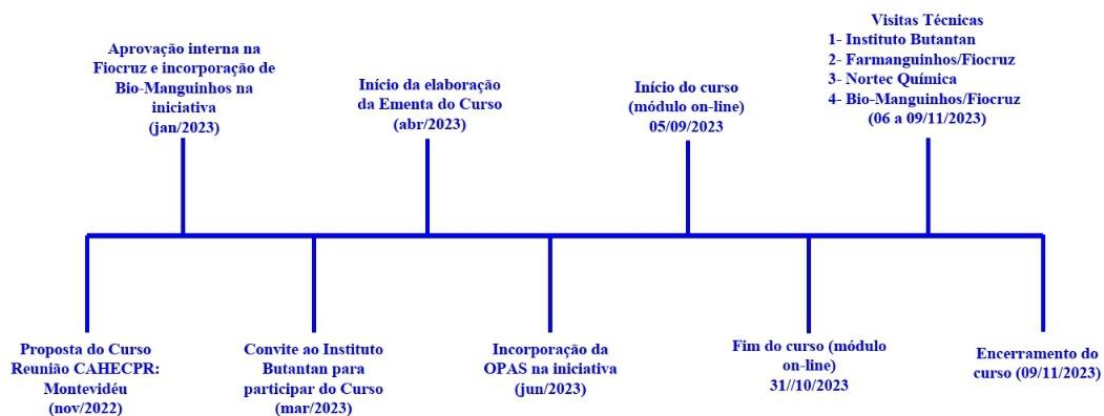 Aprovação interna na
Fiocruz e incorporação de
Bio-Manguinhos na
iniciativa
(jan/2023)
Início da elaboração
da Ementa do Curso
(abr/2023)
Início do curso
(módulo on-line)
05/09/2023
Visitas Técnicas
1- Instituto Butantan
2- Farmanguinhos/Fiocruz
3- Nortec Química
4- Bio-Manguinhos/Fiocruz
(06 a 09/11/2023)
Proposta do Curso
Reunião CAHECPR:
Montevidéu
(nov/2022)
Convite ao Instituto
Butantan para
participar do Curso
(mar/2023)
Incorporação da
OPAS na iniciativa
(jun/2023)
Fim do curso (módulo
on-line)
31//10/2023
Encerramento do
curso (09/11/2023)